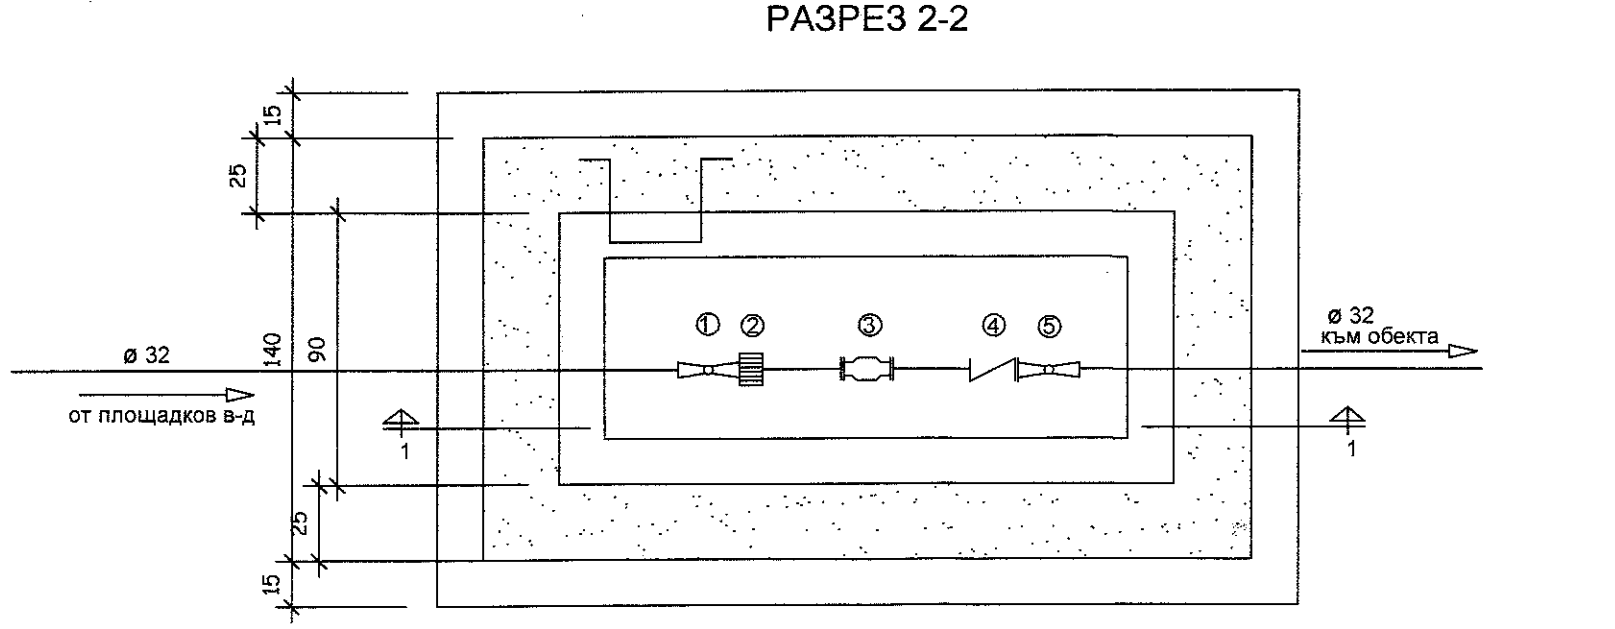 РАЗРЕЗ 2-2
15
25
140
90
25
15
ø 32
от площадков в-д
1
1 2 3 4 5
ø 32
към обекта
1